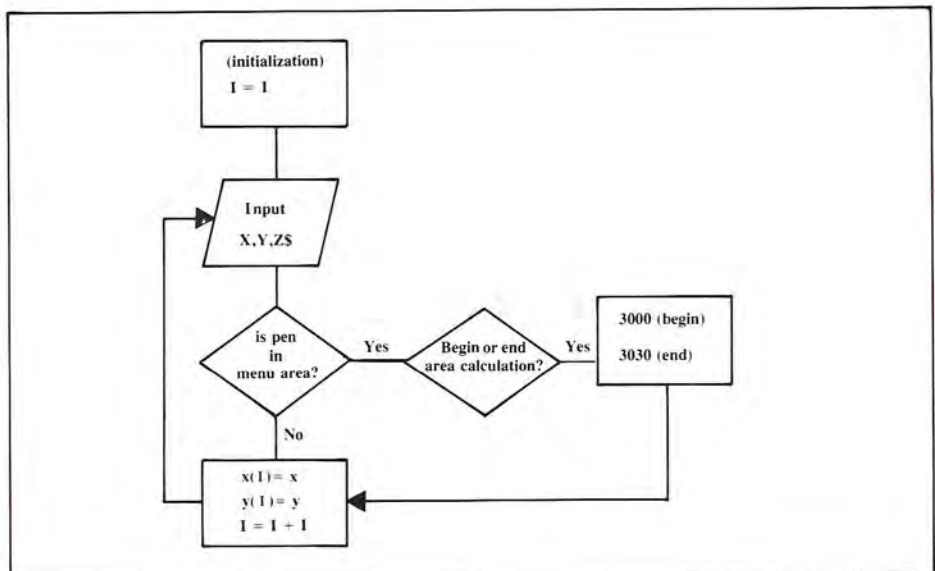 (initialization)
I = 1
Input
X,Y,Z$
is pen
in
menu area?
Yes
Begin or end
area calculation?
Yes
3000 (begin)
3030 (end)
No
x(I) = x
y(I) = y
I = I + 1